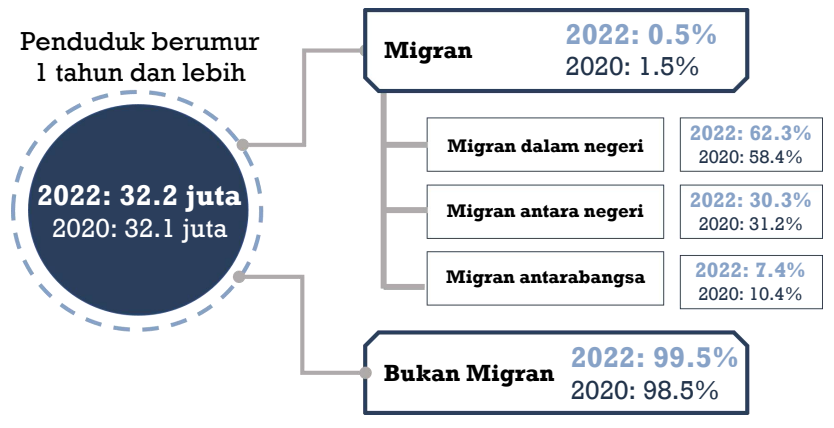 Penduduk berumur
1 tahun dan lebih
2022: 32.2 juta
2020: 32.1 juta
Migran
2022: 0.5%
2020: 1.5%
Migran dalam negeri
2022: 62.3%
2020: 58.4%
Migran antara negeri
2022: 30.3%
2020: 31.2%
Migran antarabangsa
2022: 7.4%
2020: 10.4%
Bukan Migran
2022: 99.5%
2020: 98.5%